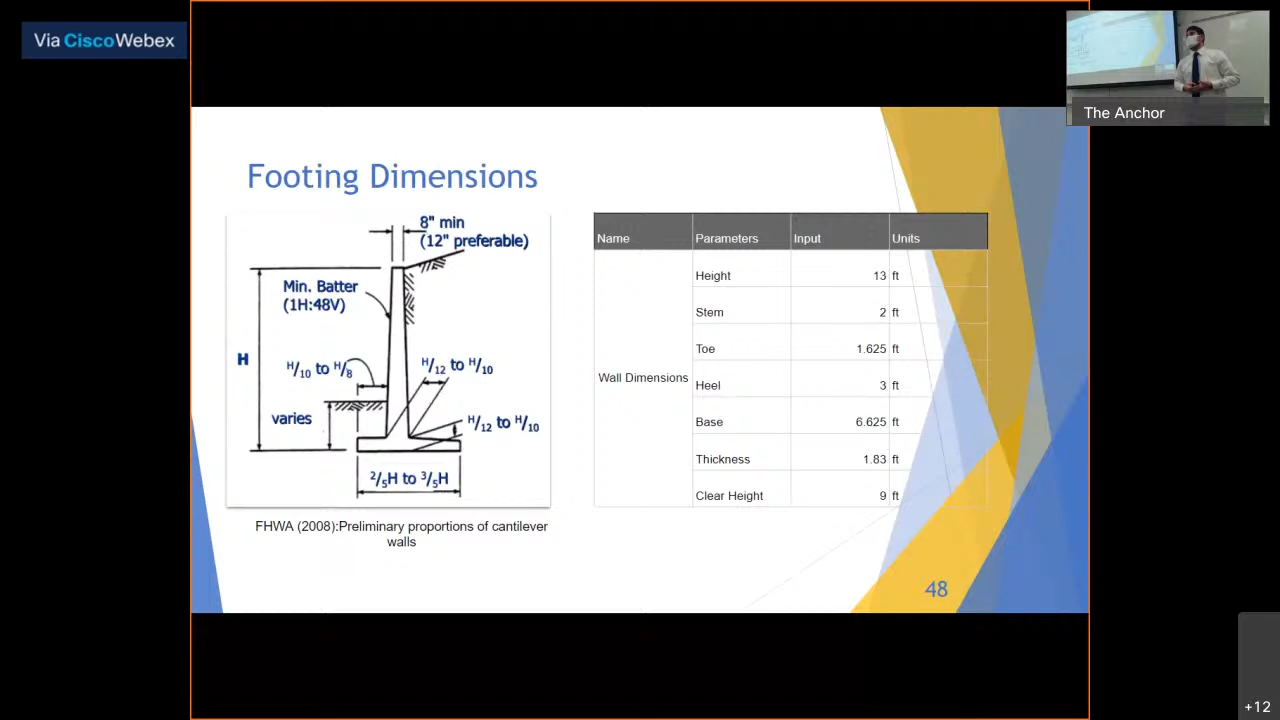 Via CiscoWebex
The Anchor
Footing Dimensions
8" min
(12" preferable)
Min. Batter
(1H:48V)
H
H/10 to H/8
H/12 to H/10
varies
H/12 to H/10
2/5H to 3/5H
FHWA (2008):Preliminary proportions of cantilever
walls
Name Parameters Input Units
Wall Dimensions
Height 13 ft
Stem 2 ft
Toe 1.625 ft
Heel 3 ft
Base 6.625 ft
Thickness 1.83 ft
Clear Height 9 ft
48
+12